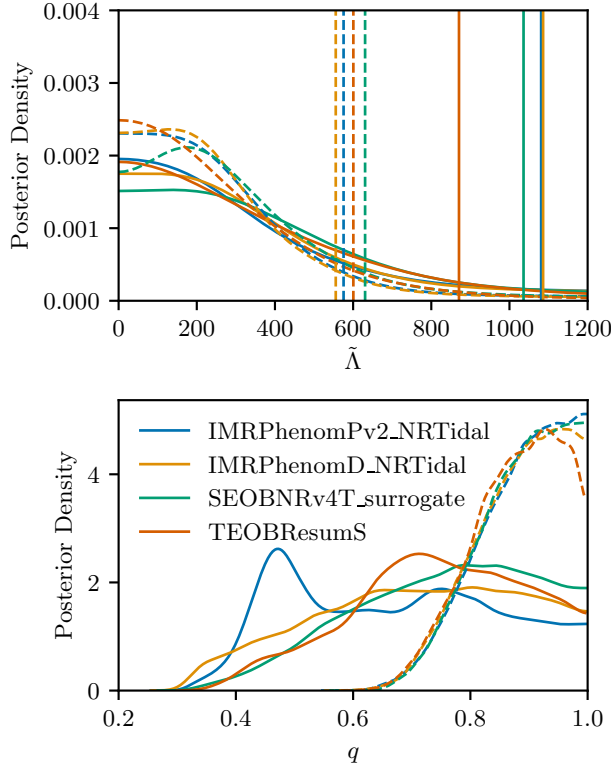 0.004
0.003
0.002
0.001
0.000
Posterior Density
0 200 400 600 800 1000 1200
Λ̃
4
2
0
Posterior Density
IMRPhenomPv2_NRTidal
IMRPhenomD_NRTidal
SEOBNRv4T_surrogate
TEOBResumS
0.2 0.4 0.6 0.8 1.0
q